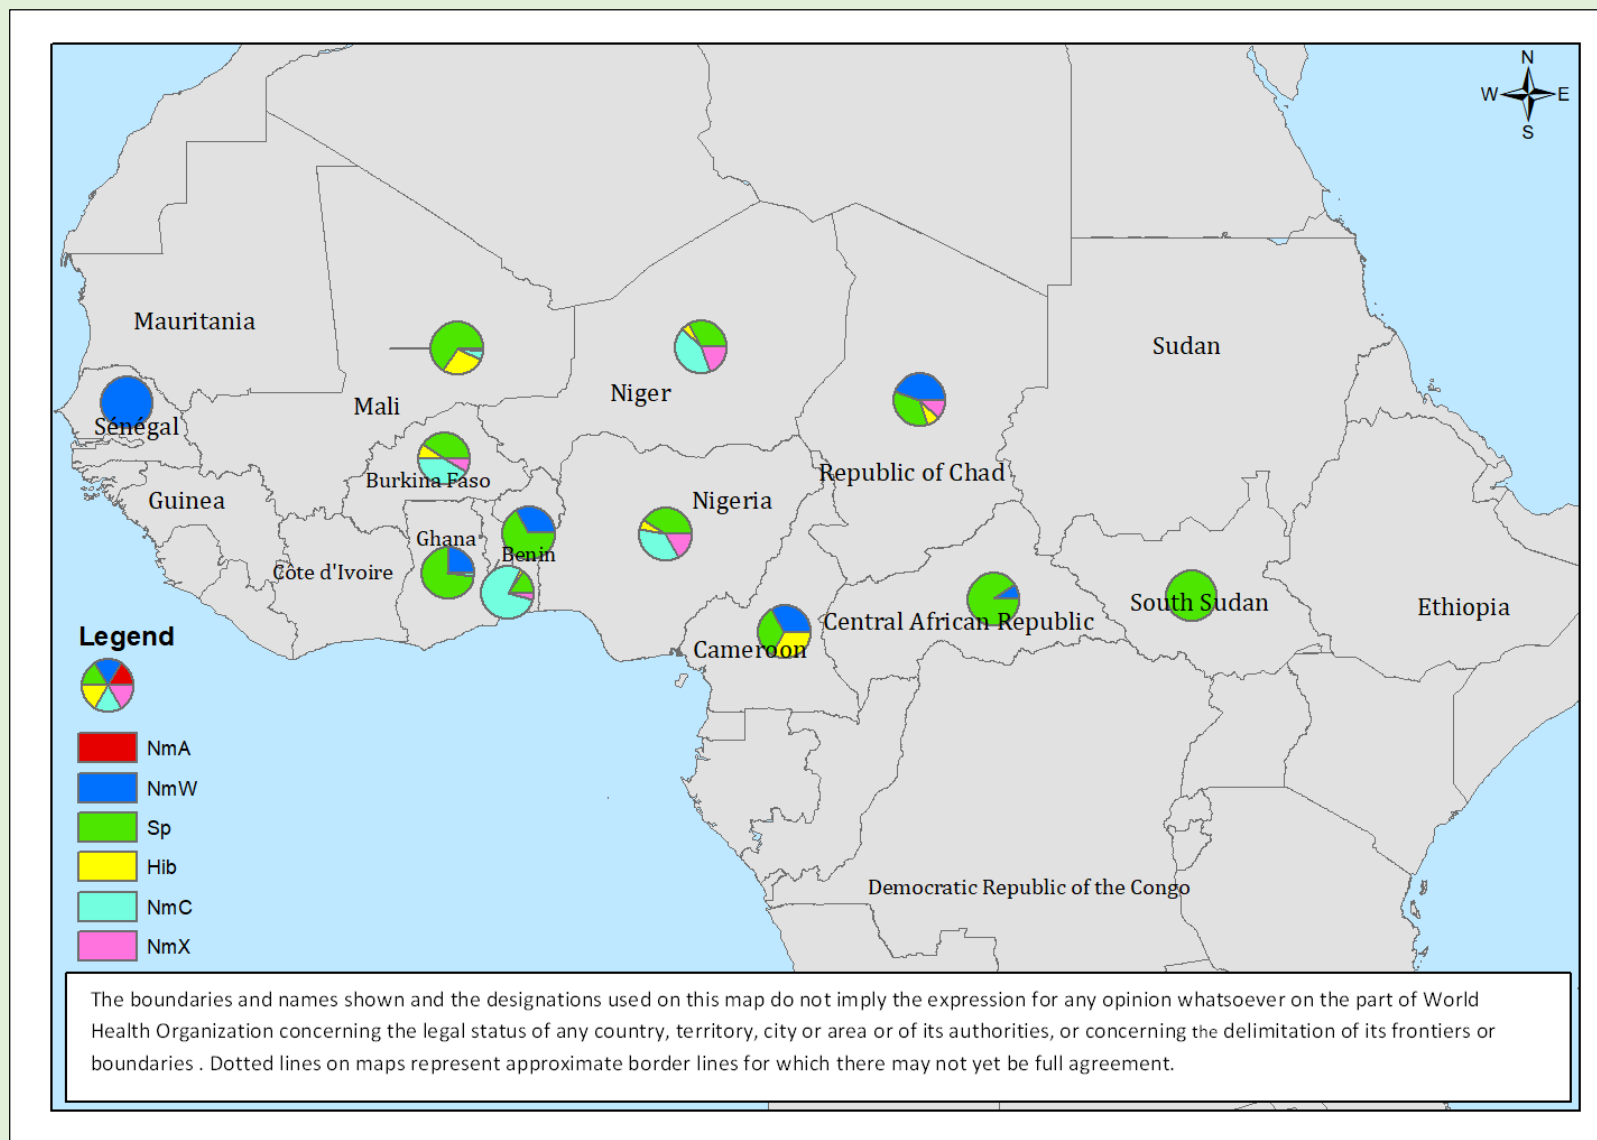 N
W E
S
Mauritania
Sudan
Niger
Mali
Sénégal
Republic of Chad
Burkina Faso
Guinea
Nigeria
Ghana
Benin
Côte d'Ivoire
South Sudan
Ethiopia
Central African Republic
Cameroon
Legend
NmA
NmW
Sp
Hib
Democratic Republic of the Congo
NmC
NmX
The boundaries and names shown and the designations used on this map do not imply the expression for any opinion whatsoever on the part of World
Health Organization concerning the legal status of any country, territory, city or area or of its authorities, or concerning the delimitation of its frontiers or
boundaries . Dotted lines on maps represent approximate border lines for which there may not yet be full agreement.